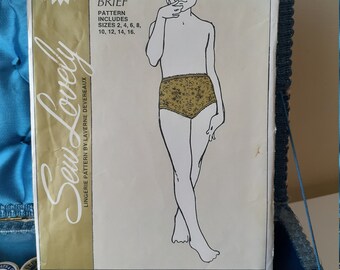 BRIEF
PATTERN
INCLUDES
SIZES 2, 4, 6, 8,
10, 12, 14, 16.
Sew Lovely
LINGERIE PATTERN BY LAVERNE DEVEREAUX